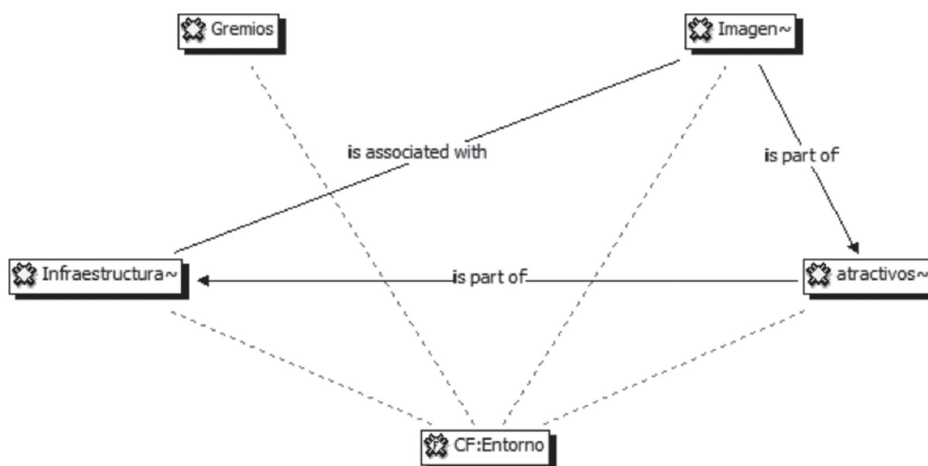 Gremios
Imagen~
is associated with
is part of
Infraestructura~
is part of
atractivos~
CF:Entorno